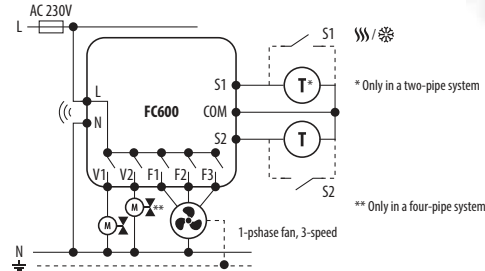 AC 230V
L
S1
S1
T*
* Only in a two-pipe system
L
FC600
COM
N
S2
T
V1 V2 F1 F2 F3
S2
M
**
M
** Only in a four-pipe system
1-pshase fan, 3-speed
N